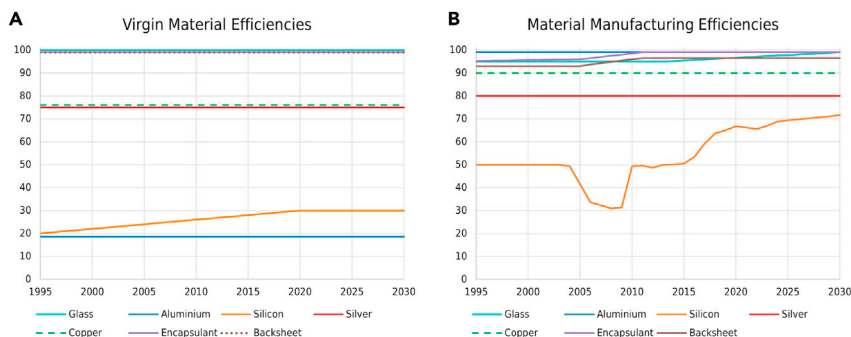 A
Virgin Material Efficiencies
100
90
80
70
60
50
40
30
20
10
0
1995 2000 2005 2010 2015 2020 2025 2030
Glass Aluminium Silicon Silver
Copper Encapsulant Backsheet
B
Material Manufacturing Efficiencies
100
90
80
70
60
50
40
30
20
10
0
1995 2000 2005 2010 2015 2020 2025 2030
Glass Aluminium Silicon Silver
Copper Encapsulant Backsheet